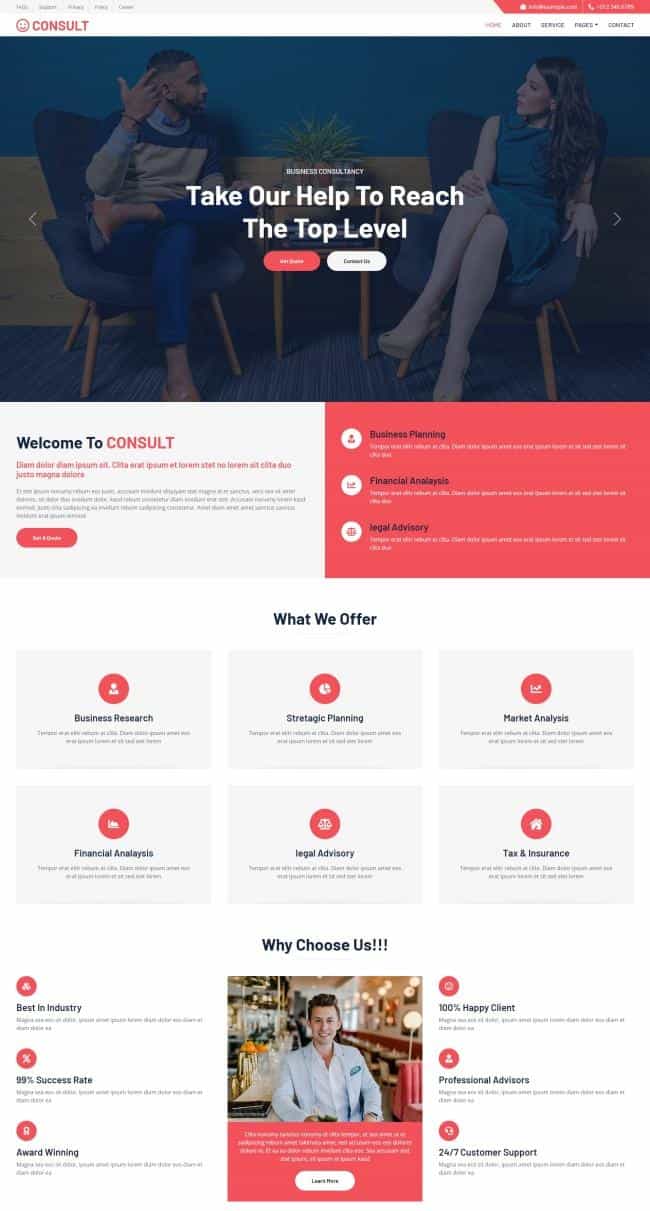 FAQs Support Privacy Policy Career
info@example.com +012 345 6789
CONSULT
HOME ABOUT SERVICE PAGES CONTACT
BUSINESS CONSULTANCY
Take Our Help To Reach
The Top Level
Get Quote Contact Us
Welcome To CONSULT
Diam dolor diam ipsum sit. Clita erat ipsum et lorem stet no lorem sit clita duo
justo magna dolore
Get A Quote
Business Planning
Tempor erat elitr rebum at clita. Diam dolor ipsum amet eos erat ipsum lorem et sit sed stet lorem sit
clita duo
Financial Analaysis
Tempor erat elitr rebum at clita. Diam dolor ipsum amet eos erat ipsum lorem et sit sed stet lorem sit
clita duo
legal Advisory
Tempor erat elitr rebum at clita. Diam dolor ipsum amet eos erat ipsum lorem et sit sed stet lorem sit
clita duo
What We Offer
Business Research
Tempor erat elitr rebum at clita. Diam dolor ipsum amet eos
erat ipsum lorem et sit sed stet lorem
Stretagic Planning
Tempor erat elitr rebum at clita. Diam dolor ipsum amet eos
erat ipsum lorem et sit sed stet lorem
Market Analysis
Tempor erat elitr rebum at clita. Diam dolor ipsum amet eos
erat ipsum lorem et sit sed stet lorem
Financial Analaysis
Tempor erat elitr rebum at clita. Diam dolor ipsum amet eos
erat ipsum lorem et sit sed stet lorem
legal Advisory
Tempor erat elitr rebum at clita. Diam dolor ipsum amet eos
erat ipsum lorem et sit sed stet lorem
Tax & Insurance
Tempor erat elitr rebum at clita. Diam dolor ipsum amet eos
erat ipsum lorem et sit sed stet lorem
Why Choose Us!!!
Best In Industry
Magna sea eos sit dolor, ipsum amet ipsum lorem diam dolor eos diam et
diam dolor ea
99% Success Rate
Magna sea eos sit dolor, ipsum amet ipsum lorem diam dolor eos diam et
diam dolor ea
Award Winning
Magna sea eos sit dolor, ipsum amet ipsum lorem diam dolor eos diam et
diam dolor ea
Learn More
100% Happy Client
Magna sea eos sit dolor, ipsum amet ipsum lorem diam dolor eos diam et
diam dolor ea
Professional Advisors
Magna sea eos sit dolor, ipsum amet ipsum lorem diam dolor eos diam et
diam dolor ea
24/7 Customer Support
Magna sea eos sit dolor, ipsum amet ipsum lorem diam dolor eos diam et
diam dolor ea